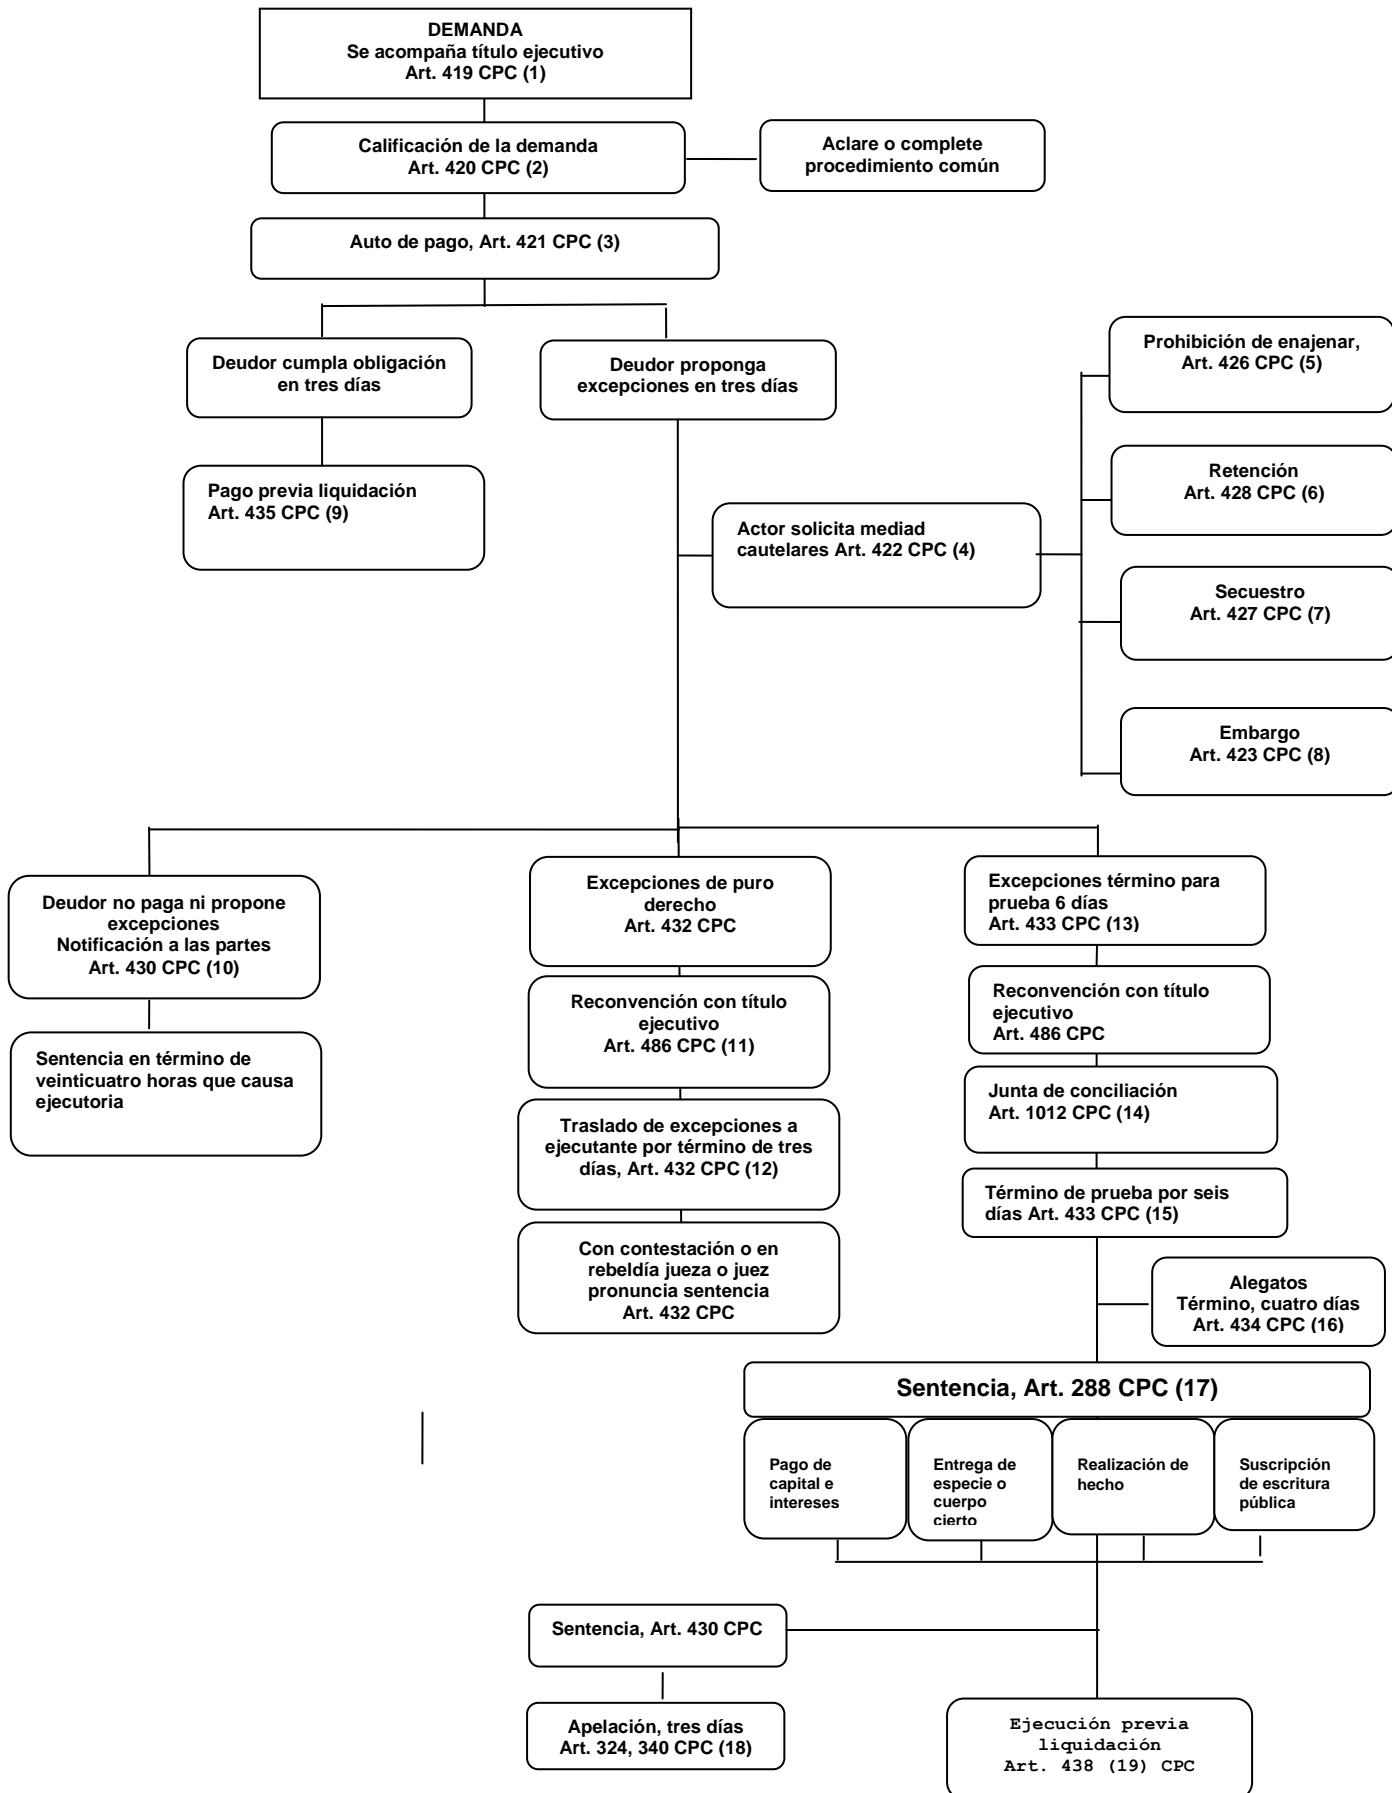 DEMANDA
Se acompaña título ejecutivo
Art. 419 CPC (1)
Calificación de la demanda
Art. 420 CPC (2)
Aclare o complete
procedimiento común
Auto de pago, Art. 421 CPC (3)
Deudor cumpla obligación
en tres días
Deudor proponga
excepciones en tres días
Prohibición de enajenar,
Art. 426 CPC (5)
Pago previa liquidación
Art. 435 CPC (9)
Retención
Art. 428 CPC (6)
Actor solicita mediad
cautelares Art. 422 CPC (4)
Secuestro
Art. 427 CPC (7)
Embargo
Art. 423 CPC (8)
Deudor no paga ni propone
excepciones
Notificación a las partes
Art. 430 CPC (10)
Sentencia en término de
veinticuatro horas que causa
ejecutoria
Excepciones de puro
derecho
Art. 432 CPC
Reconvención con título
ejecutivo
Art. 486 CPC (11)
Traslado de excepciones a
ejecutante por término de tres
días, Art. 432 CPC (12)
Con contestación o en
rebeldía jueza o juez
pronuncia sentencia
Art. 432 CPC
Excepciones término para
prueba 6 días
Art. 433 CPC (13)
Reconvención con título
ejecutivo
Art. 486 CPC
Junta de conciliación
Art. 1012 CPC (14)
Término de prueba por seis
días Art. 433 CPC (15)
Alegatos
Término, cuatro días
Art. 434 CPC (16)
Sentencia, Art. 288 CPC (17)
Pago de
capital e
intereses
Entrega de
especie o
cuerpo
cierto
Realización de
hecho
Suscripción
de escritura
pública
Sentencia, Art. 430 CPC
Apelación, tres días
Art. 324, 340 CPC (18)
Ejecución previa
liquidación
Art. 438 (19) CPC